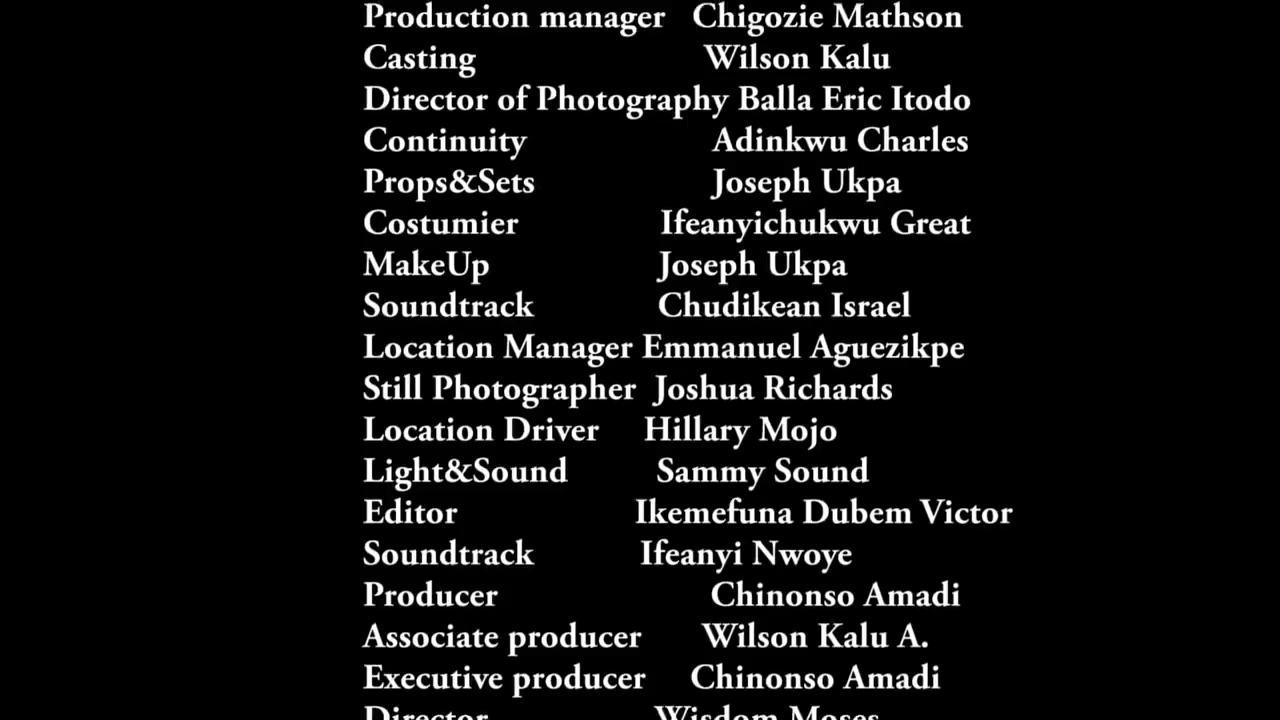 Production manager Chigozie Mathson
Casting Wilson Kalu
Director of Photography Balla Eric Itodo
Continuity Adinkwu Charles
Props&Sets Joseph Ukpa
Costumier Ifeanyichukwu Great
MakeUp Joseph Ukpa
Soundtrack Chudikean Israel
Location Manager Emmanuel Aguezikpe
Still Photographer Joshua Richards
Location Driver Hillary Mojo
Light&Sound Sammy Sound
Editor Ikemefuna Dubem Victor
Soundtrack Ifeanyi Nwoye
Producer Chinonso Amadi
Associate producer Wilson Kalu A.
Executive producer Chinonso Amadi
Director Wisdom Moses